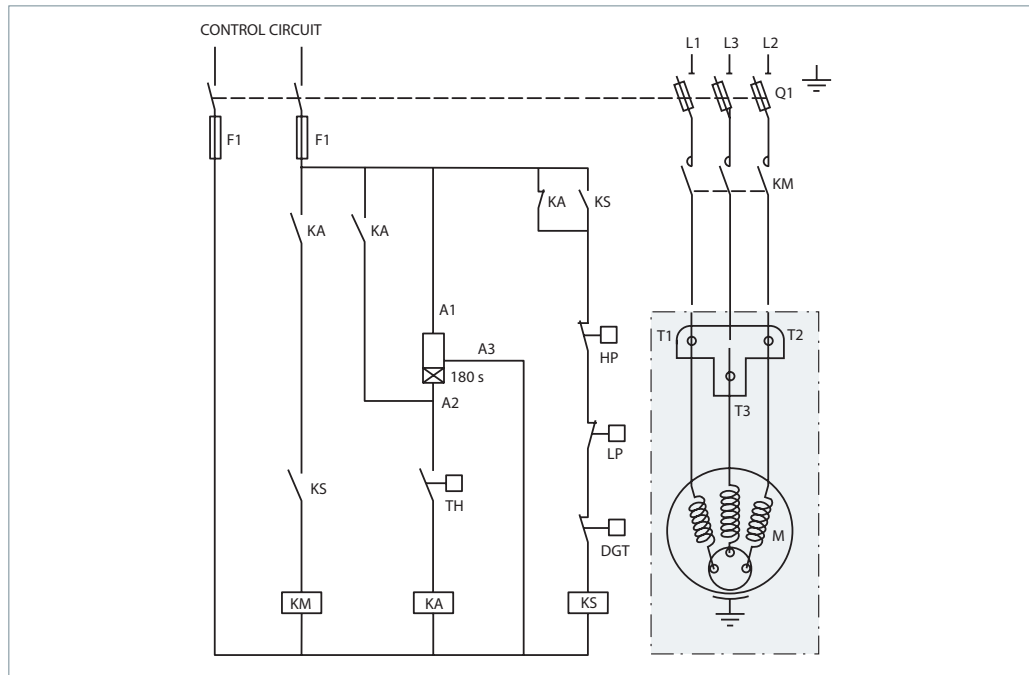 CONTROL CIRCUIT
L1 L3 L2
Q1
F1 F1
KM
KA KS
KA KA
A1
A3
180 s
A2
HP
T1 T2
T3
LP
KS
TH
DGT
M
KM KA KS